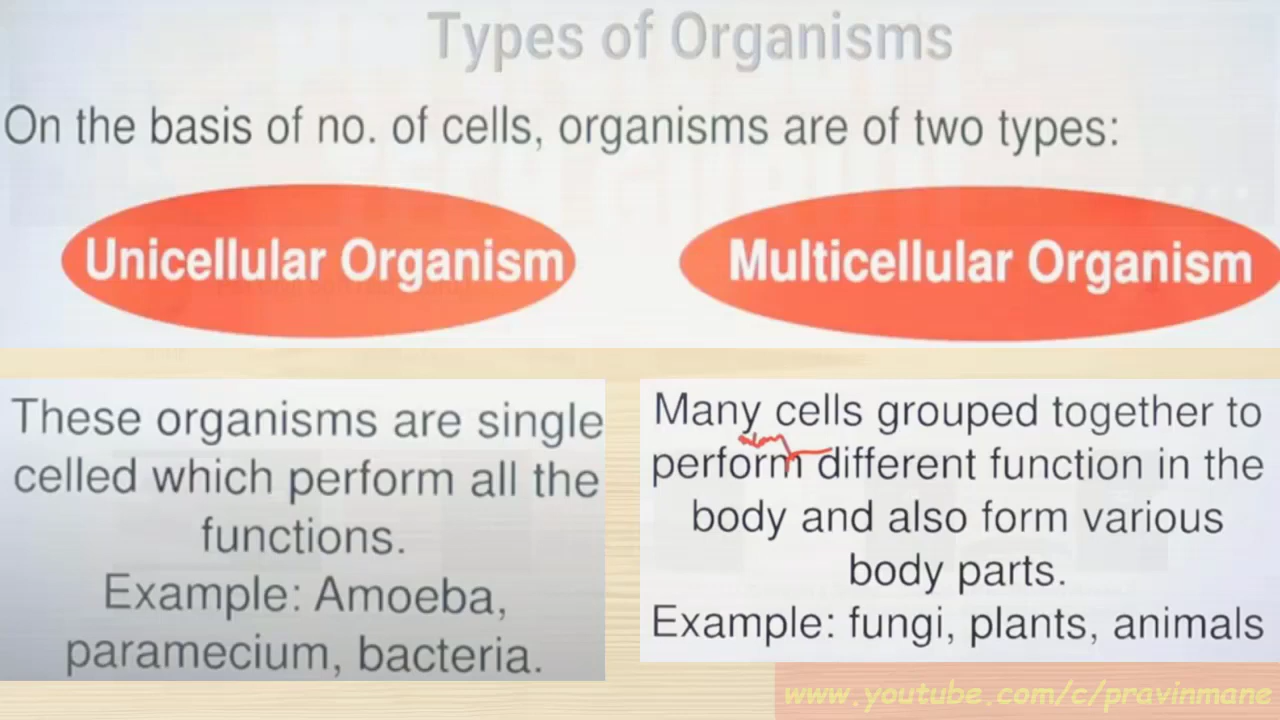 Types of Organisms
On the basis of no. of cells, organisms are of two types:
Unicellular Organism
Multicellular Organism
These organisms are single
celled which perform all the
functions.
Example: Amoeba,
paramecium, bacteria.
Many cells grouped together to
perform different function in the
body and also form various
body parts.
Example: fungi, plants, animals
www.youtube.com/c/pravinmane